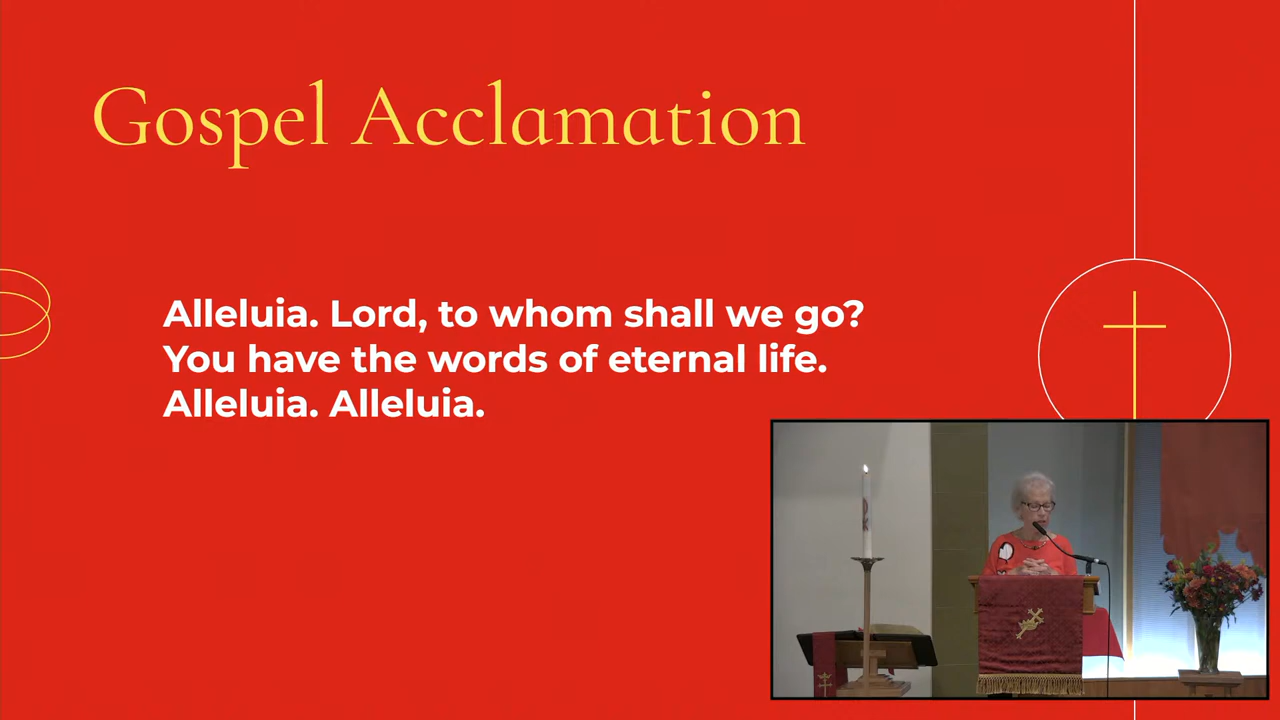 Gospel Acclamation
Alleluia. Lord, to whom shall we go?
You have the words of eternal life.
Alleluia. Alleluia.